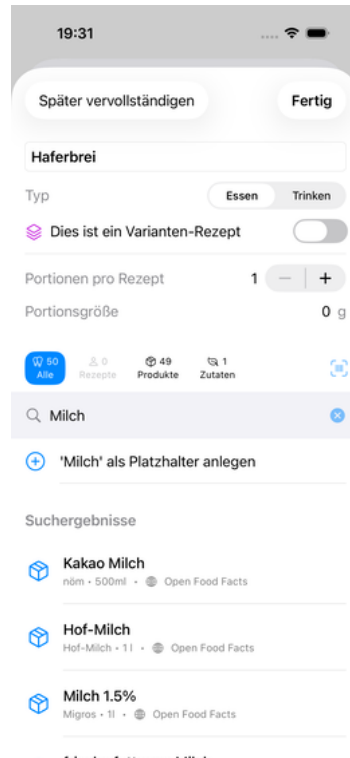 19:31
Später vervollständigen
Fertig
Haferbrei
Typ
Essen
Trinken
Dies ist ein Varianten-Rezept
Portionen pro Rezept
1
Portionsgröße
0 g
50
Alle
0
Rezepte
49
Produkte
1
Zutaten
Milch
'Milch' als Platzhalter anlegen
Suchergebnisse
Kakao Milch
nöm • 500ml • Open Food Facts
Hof-Milch
Hof-Milch • 1 l • Open Food Facts
Milch 1.5%
Migros • 1l • Open Food Facts